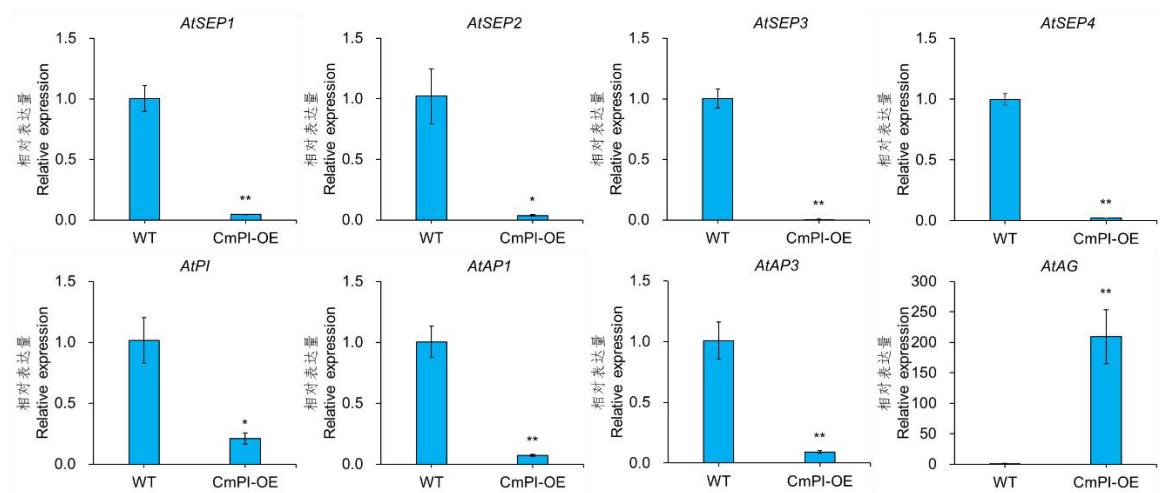 AtSEP1
相对表达量
Relative expression
1.5
1.0
0.5
0.0
**
WT
CmPI-OE
AtSEP2
相对表达量
Relative expression
1.5
1.0
0.5
0.0
*
WT
CmPI-OE
AtSEP3
相对表达量
Relative expression
1.5
1.0
0.5
0.0
**
WT
CmPI-OE
AtSEP4
相对表达量
Relative expression
1.5
1.0
0.5
0.0
**
WT
CmPI-OE
AtPI
相对表达量
Relative expression
1.5
1.0
0.5
0.0
*
WT
CmPI-OE
AtAP1
相对表达量
Relative expression
1.5
1.0
0.5
0.0
**
WT
CmPI-OE
AtAP3
相对表达量
Relative expression
1.5
1.0
0.5
0.0
**
WT
CmPI-OE
AtAG
相对表达量
Relative expression
300
250
200
150
100
50
0
**
WT
CmPI-OE